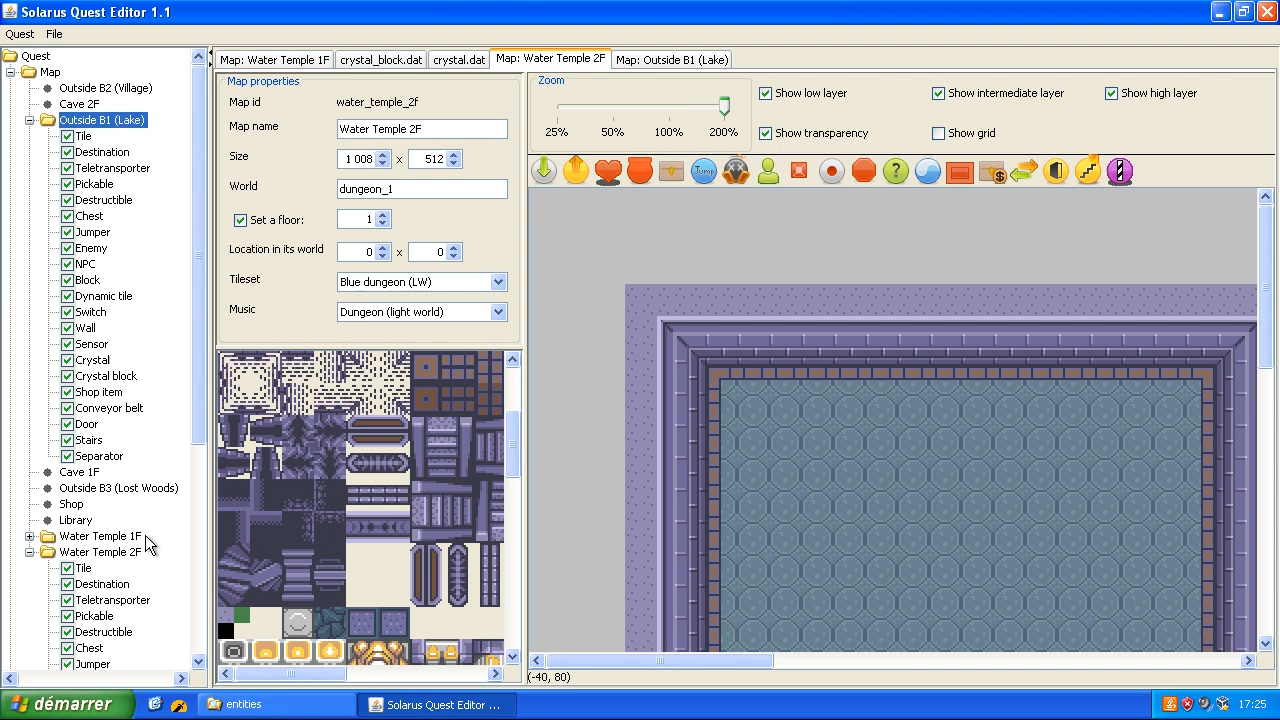 Solarus Quest Editor 1.1
Quest File
Quest
Map
Outside B2 (Village)
Cave 2F
Outside B1 (Lake)
Tile
Destination
Teletransporter
Pickable
Destructible
Chest
Jumper
Enemy
NPC
Block
Dynamic tile
Switch
Wall
Sensor
Crystal
Crystal block
Shop item
Conveyor belt
Door
Stairs
Separator
Cave 1F
Outside B3 (Lost Woods)
Shop
Library
Water Temple 1F
Water Temple 2F
Tile
Destination
Teletransporter
Pickable
Destructible
Chest
Jumper
Map: Water Temple 1F crystal_block.dat crystal.dat Map: Water Temple 2F Map: Outside B1 (Lake)
Map properties
Map id water_temple_2f
Map name Water Temple 2F
Size 1 008 x 512
World dungeon_1
Set a floor: 1
Location in its world 0 x 0
Tileset Blue dungeon (LW)
Music Dungeon (light world)
Zoom
25% 50% 100% 200%
Show low layer Show intermediate layer Show high layer
Show transparency Show grid
Jump ? $
(-40, 80)
démarrer entities Solarus Quest Editor ... 17:25